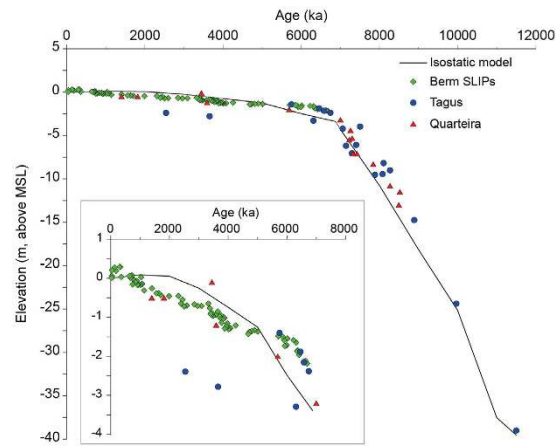 Age (ka)
0 2000 4000 6000 8000 10000 12000
5
0
-5
-10
-15
-20
-25
-30
-35
-40
Elevation (m, above MSL)
Isostatic model
Berm SLIPs
Tagus
Quarteira
Age (ka)
0 2000 4000 6000 8000
1
0
-1
-2
-3
-4